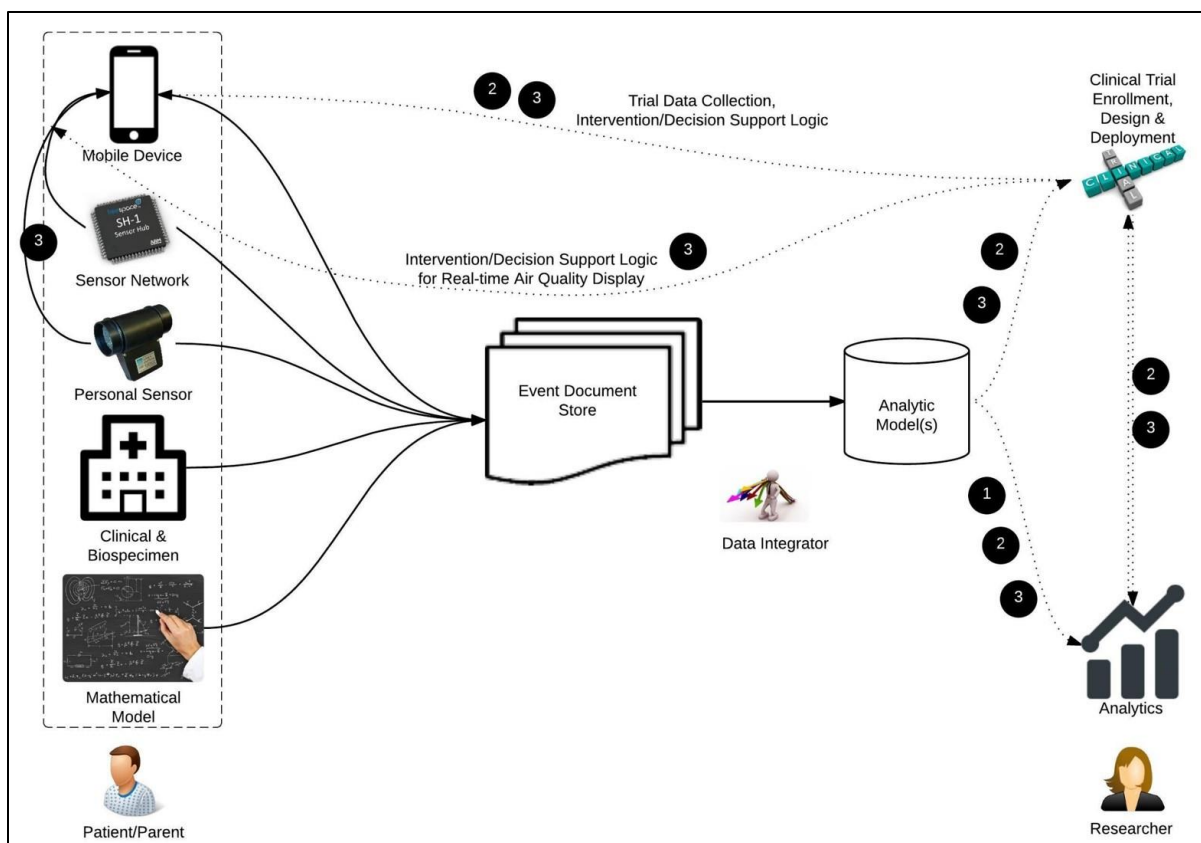 2
3
Trial Data Collection,
Intervention/Decision Support Logic
Clinical Trial
Enrollment,
Design &
Deployment
CLINICAL
TRIAL
Mobile Device
SH-1
Sensor Hub
3
Sensor Network
Intervention/Decision Support Logic
for Real-time Air Quality Display
3
2
3
Personal Sensor
Event Document
Store
Analytic
Model(s)
2
3
Clinical &
Biospecimen
Data Integrator
1
2
3
Mathematical
Model
Analytics
Patient/Parent
Researcher